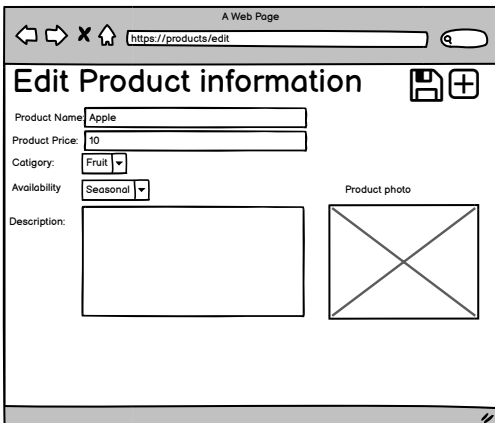 A Web Page
https://products/edit
Edit Product information
Product Name: Apple
Product Price: 10
Catigory: Fruit
Availability Seasonal
Product photo
Description: